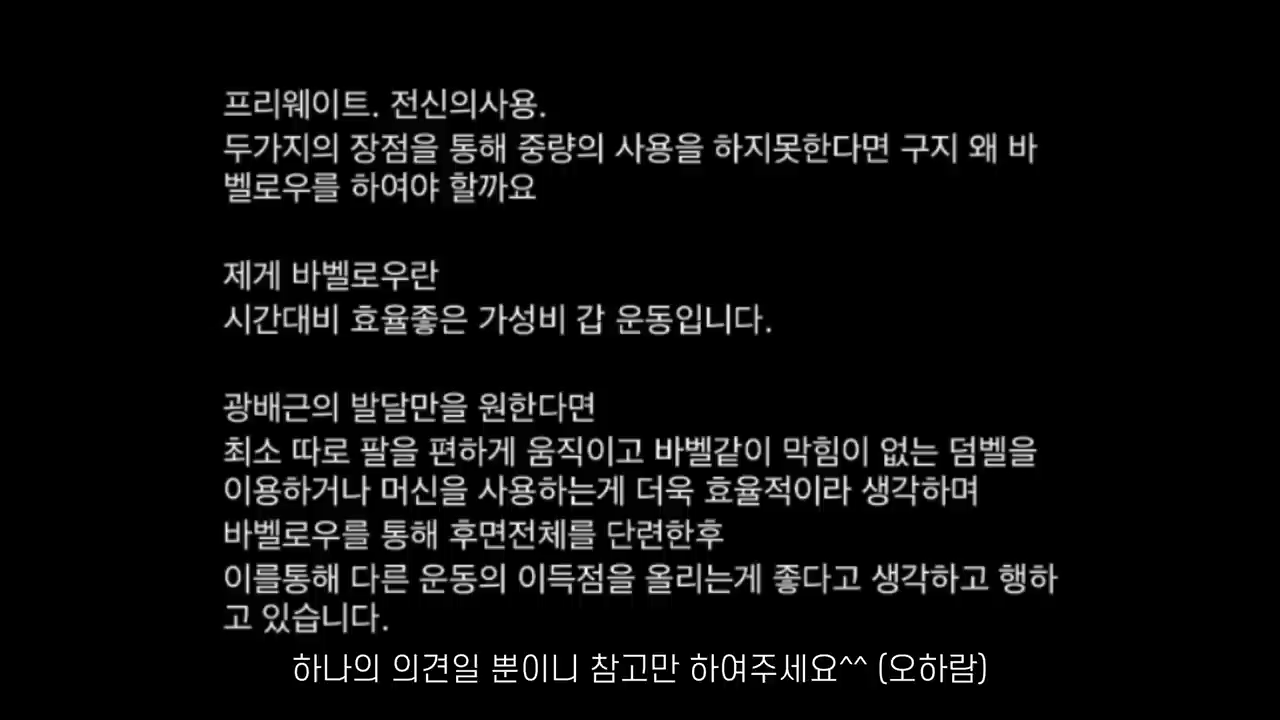 프리웨이트. 전신의사용.
두가지의 장점을 통해 중량의 사용을 하지못한다면 구지 왜 바
벨로우를 하여야 할까요
제게 바벨로우란
시간대비 효율좋은 가성비 갑 운동입니다.
광배근의 발달만을 원한다면
최소 따로 팔을 편하게 움직이고 바벨같이 막힘이 없는 덤벨을
이용하거나 머신을 사용하는게 더욱 효율적이라 생각하며
바벨로우를 통해 후면전체를 단련한후
이를통해 다른 운동의 이득점을 올리는게 좋다고 생각하고 행하
고 있습니다.
하나의 의견일 뿐이니 참고만 하여주세요^^ (오하람)